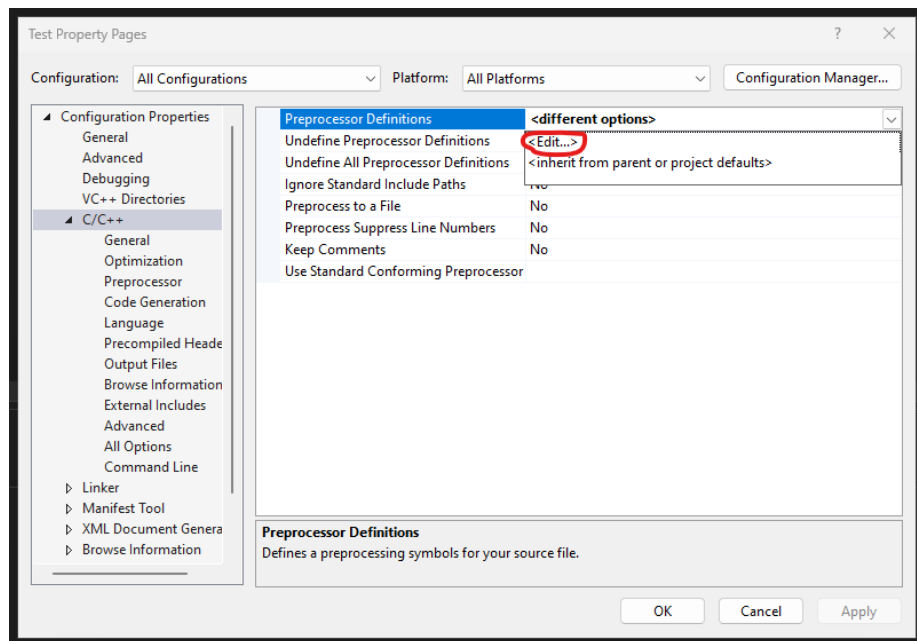 Test Property Pages
?
Configuration: All Configurations Platform: All Platforms Configuration Manager...
Configuration Properties
General
Advanced
Debugging
VC++ Directories
C/C++
General
Optimization
Preprocessor
Code Generation
Language
Precompiled Heade
Output Files
Browse Information
External Includes
Advanced
All Options
Command Line
Linker
Manifest Tool
XML Document Genera
Browse Information
Preprocessor Definitions <different options>
Undefine Preprocessor Definitions <Edit...>
Undefine All Preprocessor Definitions <inherit from parent or project defaults>
Ignore Standard Include Paths No
Preprocess to a File No
Preprocess Suppress Line Numbers No
Keep Comments No
Use Standard Conforming Preprocessor
Preprocessor Definitions
Defines a preprocessing symbols for your source file.
OK Cancel Apply